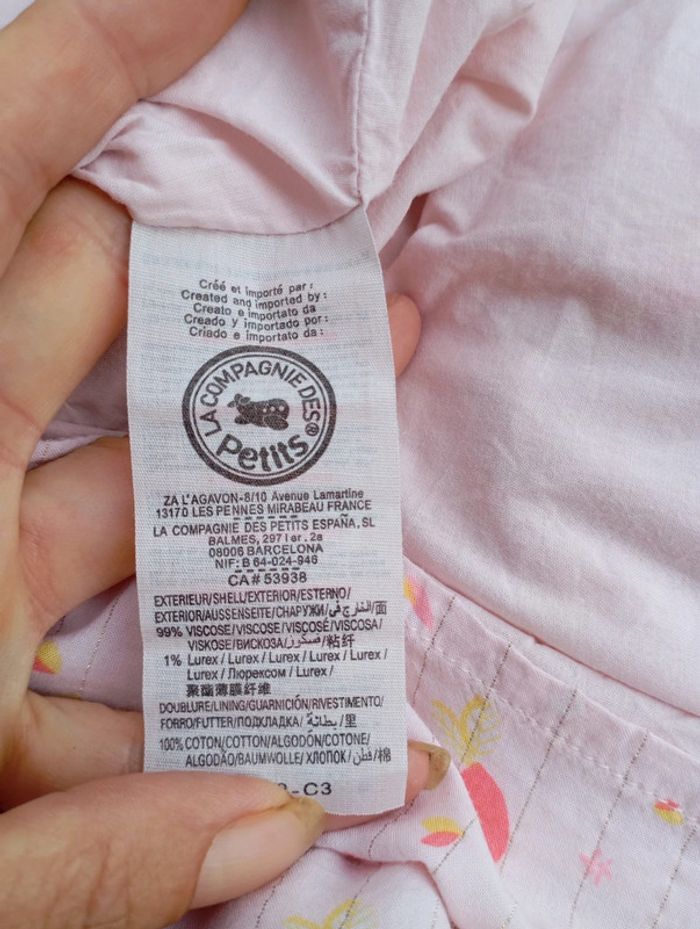 Créé et importé par :
Created and imported by :
Creato e importato da
Creado y importado por:
Criado e importado da :
LA COMPAGNIE DES®
Petits
ZA L'AGAVON-8/10 Avenue Lamartine
13170 LES PENNES MIRABEAU FRANCE
LA COMPAGNIE DES PETITS ESPAÑA, SL
BALMES, 297 1 ar. 2a
08006 BARCELONA
NIF: B 64-024-946
CA # 53938
EXTERIEUR/SHELL/EXTERIOR/ESTERNO/
EXTERIOR/AUSSENSEITE/СНАРУЖИ/الخارج في/面
99% VISCOSE/VISCOSE/VISCOSE/VISCOSA/
VISKOSE/ВИСКОЗА/فسكوز/粘纤
1% Lurex / Lurex / Lurex / Lurex / Lurex /
Lurex / Люрексом / Lurex /
聚酯薄膜纤维
DOUBLURE/LINING/GUARNICIÓN/RIVESTIMENTO/
FORRO/FUTTER/ПОДКЛАДКА/ بطانة/里
100% COTON/COTTON/ALGODÓN/COTONE/
ALGODÃO/BAUMWOLLE/ ХЛОПОК / قطن/棉
-C3